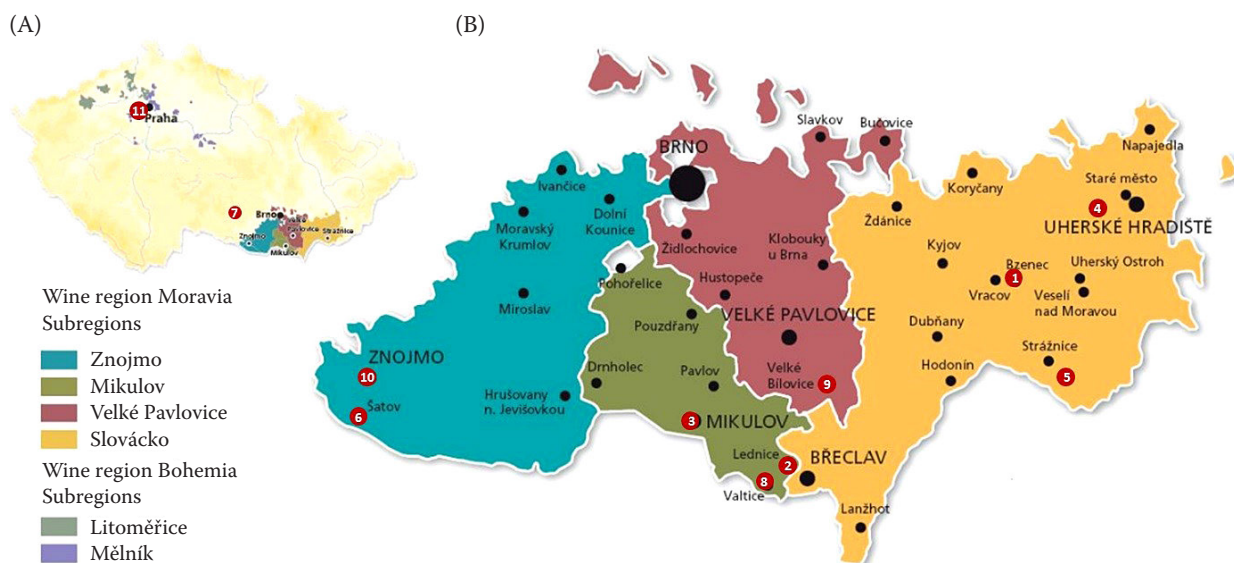 (A)
11
Praha
7
Brno
Velké
Pavlovice
Znojmo
Strážnice
Mikulov
Wine region Moravia
Subregions
Znojmo
Mikulov
Velké Pavlovice
Slovácko
Wine region Bohemia
Subregions
Litoměřice
Mělník
(B)
Slavkov
Bučovice
Napajedla
BRNO
Ivančice
Koryčany
Staré město
4
Ždánice
UHERSKÉ HRADIŠTĚ
Dolní
Kounice
Moravský
Krumlov
Židlochovice
Klobouky
u Brna
Kyjov
Bzenec
1
Uherský Ostroh
Pohořelice
Hustopeče
Vracov
Veselí
nad Moravou
Miroslav
Pouzdřany
VELKÉ PAVLOVICE
Dubňany
Strážnice
5
ZNOJMO
10
Drnholec
Pavlov
Velké
Bílovice
9
Hodonín
Hrušovany
n. Jevišovkou
Šatov
6
3
MIKULOV
Lednice
2
BŘECLAV
8
Valtice
Lanžhot